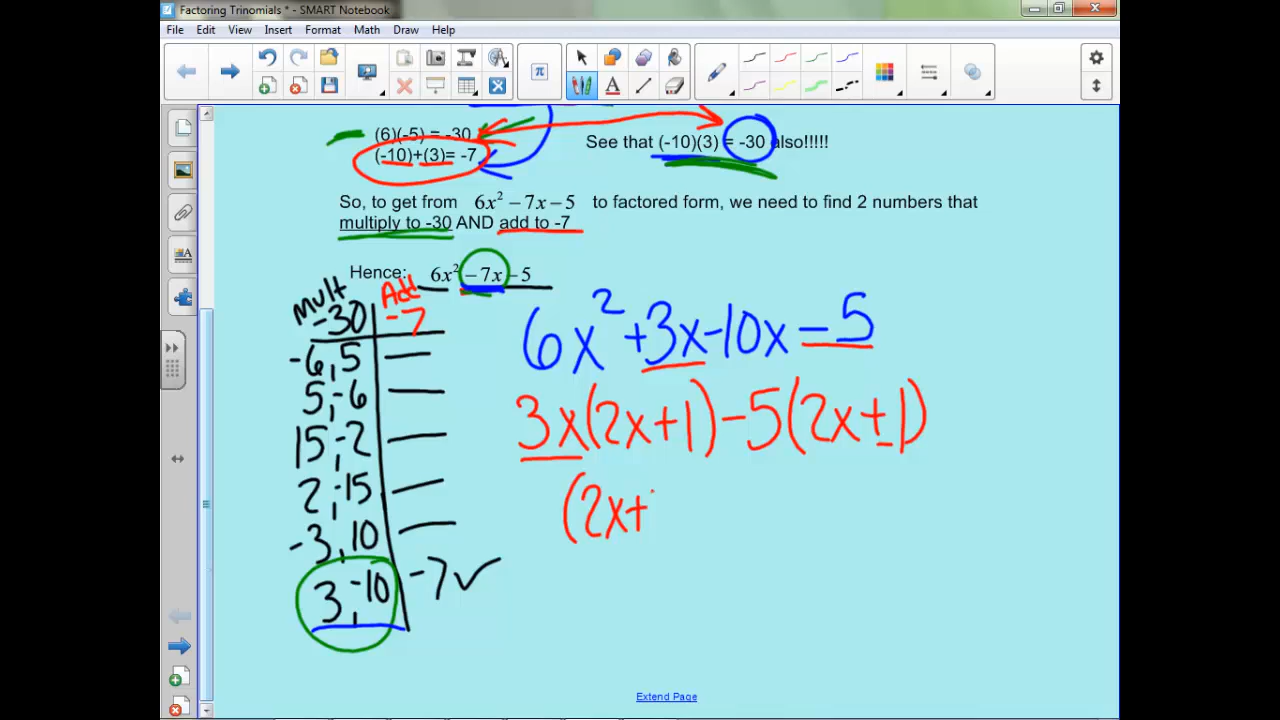 Factoring Trinomials * - SMART Notebook
File Edit View Insert Format Math Draw Help
(6)(-5) = -30
(-10)+(3)= -7
See that (-10)(3) = -30 also!!!!!
So, to get from 6x² – 7x – 5 to factored form, we need to find 2 numbers that
multiply to -30 AND add to -7
Hence: 6x² – 7x – 5
mult Add
-30 -7
-6, 5
5, -6
15, -2
2, -15
-3, 10
3, -10 -7 ✓
6x² +3x -10x - 5
3x(2x+1) -5(2x+1)
(2x+
Extend Page